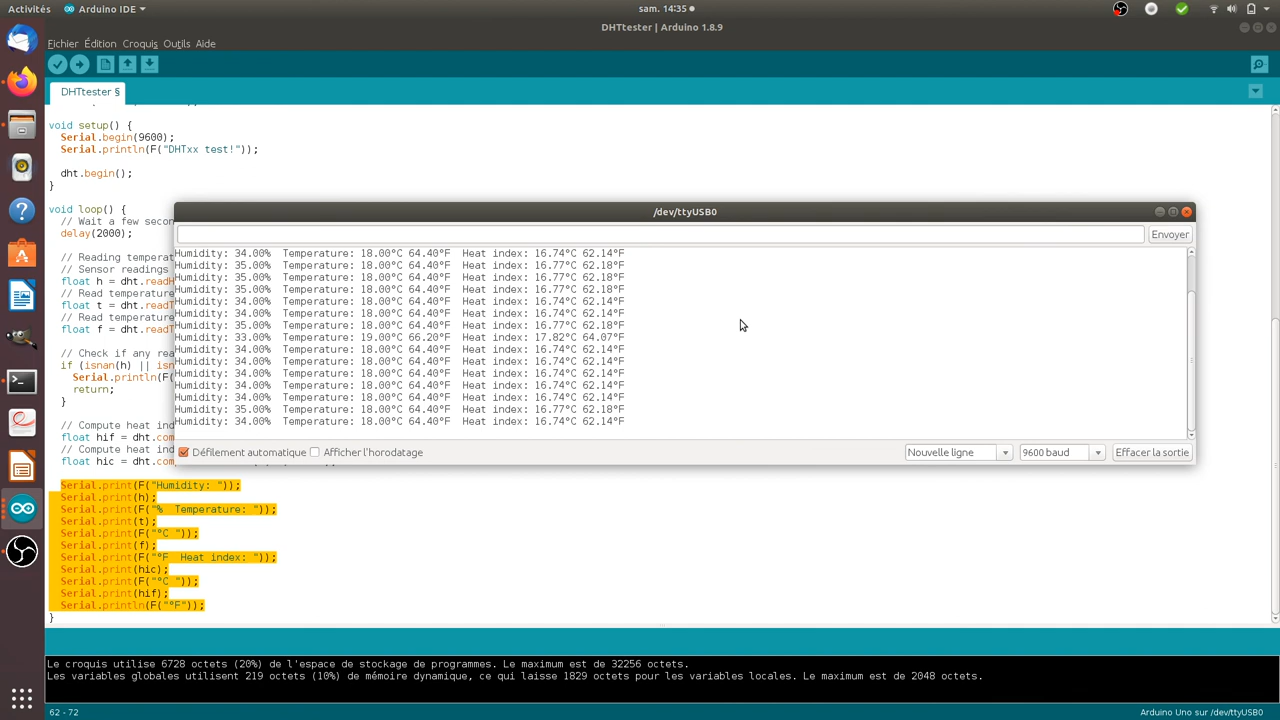 Activités
Arduino IDE
sam. 14:35
DHTtester | Arduino 1.8.9
Fichier Édition Croquis Outils Aide
DHTtester §
void setup() {
Serial.begin(9600);
Serial.println(F("DHTxx test!"));
dht.begin();
}
void loop() {
// Wait a few secon
delay(2000);
// Reading temperat
// Sensor readings
float h = dht.readH
// Read temperature
float t = dht.readT
// Read temperature
float f = dht.readT
// Check if any rea
if (isnan(h) || isn
Serial.println(F(
return;
}
// Compute heat ind
float hif = dht.com
// Compute heat ind
float hic = dht.com
Serial.print(F("Humidity: "));
Serial.print(h);
Serial.print(F("%  Temperature: "));
Serial.print(t);
Serial.print(F("°C "));
Serial.print(f);
Serial.print(F("°F  Heat index: "));
Serial.print(hic);
Serial.print(F("°C "));
Serial.print(hif);
Serial.println(F("°F"));
}
/dev/ttyUSB0
Envoyer
Humidity: 34.00%  Temperature: 18.00°C 64.40°F  Heat index: 16.74°C 62.14°F
Humidity: 35.00%  Temperature: 18.00°C 64.40°F  Heat index: 16.77°C 62.18°F
Humidity: 35.00%  Temperature: 18.00°C 64.40°F  Heat index: 16.77°C 62.18°F
Humidity: 35.00%  Temperature: 18.00°C 64.40°F  Heat index: 16.77°C 62.18°F
Humidity: 34.00%  Temperature: 18.00°C 64.40°F  Heat index: 16.74°C 62.14°F
Humidity: 34.00%  Temperature: 18.00°C 64.40°F  Heat index: 16.74°C 62.14°F
Humidity: 35.00%  Temperature: 18.00°C 64.40°F  Heat index: 16.77°C 62.18°F
Humidity: 33.00%  Temperature: 19.00°C 66.20°F  Heat index: 17.82°C 64.07°F
Humidity: 34.00%  Temperature: 18.00°C 64.40°F  Heat index: 16.74°C 62.14°F
Humidity: 34.00%  Temperature: 18.00°C 64.40°F  Heat index: 16.74°C 62.14°F
Humidity: 34.00%  Temperature: 18.00°C 64.40°F  Heat index: 16.74°C 62.14°F
Humidity: 34.00%  Temperature: 18.00°C 64.40°F  Heat index: 16.74°C 62.14°F
Humidity: 34.00%  Temperature: 18.00°C 64.40°F  Heat index: 16.74°C 62.14°F
Humidity: 35.00%  Temperature: 18.00°C 64.40°F  Heat index: 16.77°C 62.18°F
Humidity: 34.00%  Temperature: 18.00°C 64.40°F  Heat index: 16.74°C 62.14°F
Défilement automatique
Afficher l'horodatage
Nouvelle ligne
9600 baud
Effacer la sortie
Le croquis utilise 6728 octets (20%) de l'espace de stockage de programmes. Le maximum est de 32256 octets.
Les variables globales utilisent 219 octets (10%) de mémoire dynamique, ce qui laisse 1829 octets pour les variables locales. Le maximum est de 2048 octets.
62 - 72
Arduino Uno sur /dev/ttyUSB0